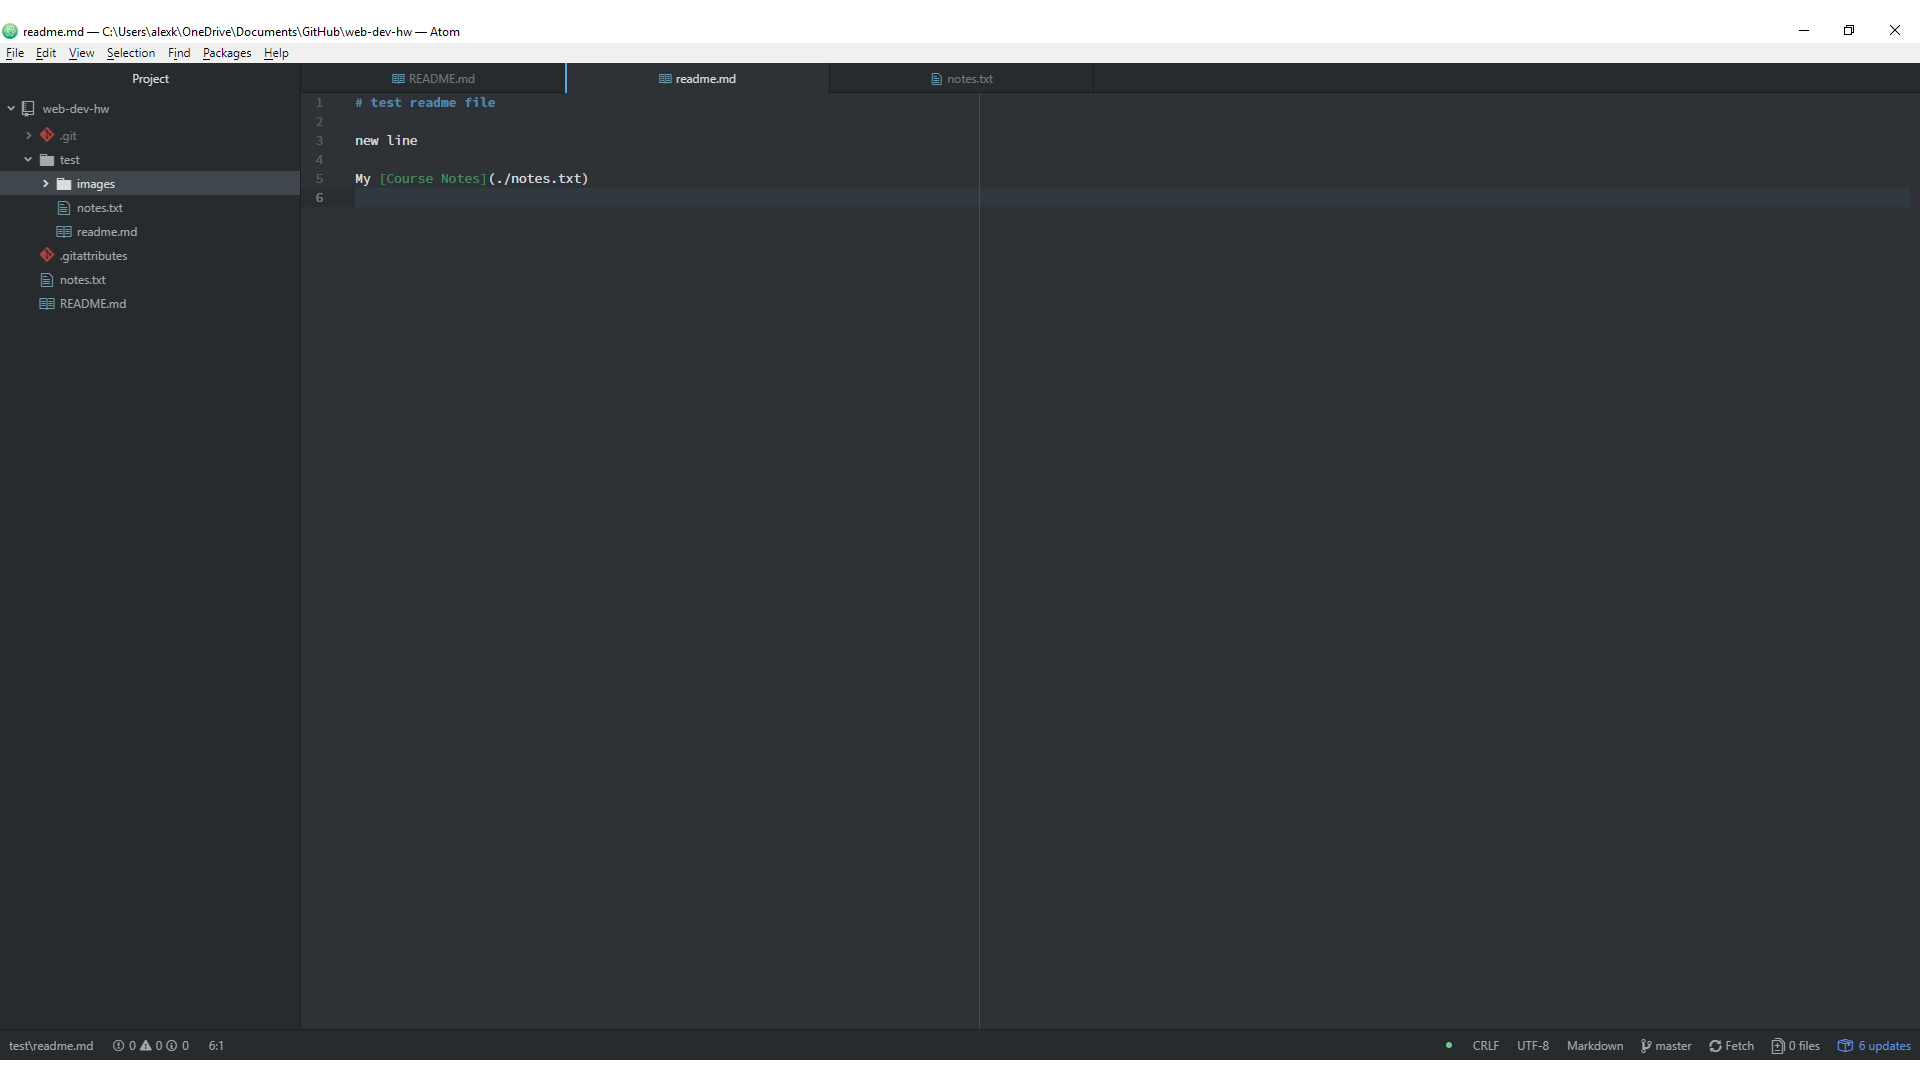 readme.md — C:\Users\alexk\OneDrive\Documents\GitHub\web-dev-hw — Atom
File Edit View Selection Find Packages Help
Project
web-dev-hw
.git
test
images
notes.txt
readme.md
.gitattributes
notes.txt
README.md
README.md readme.md notes.txt
1 # test readme file
2
3 new line
4
5 My [Course Notes](./notes.txt)
6
test\readme.md 0 0 0 6:1 CRLF UTF-8 Markdown master Fetch 0 files 6 updates